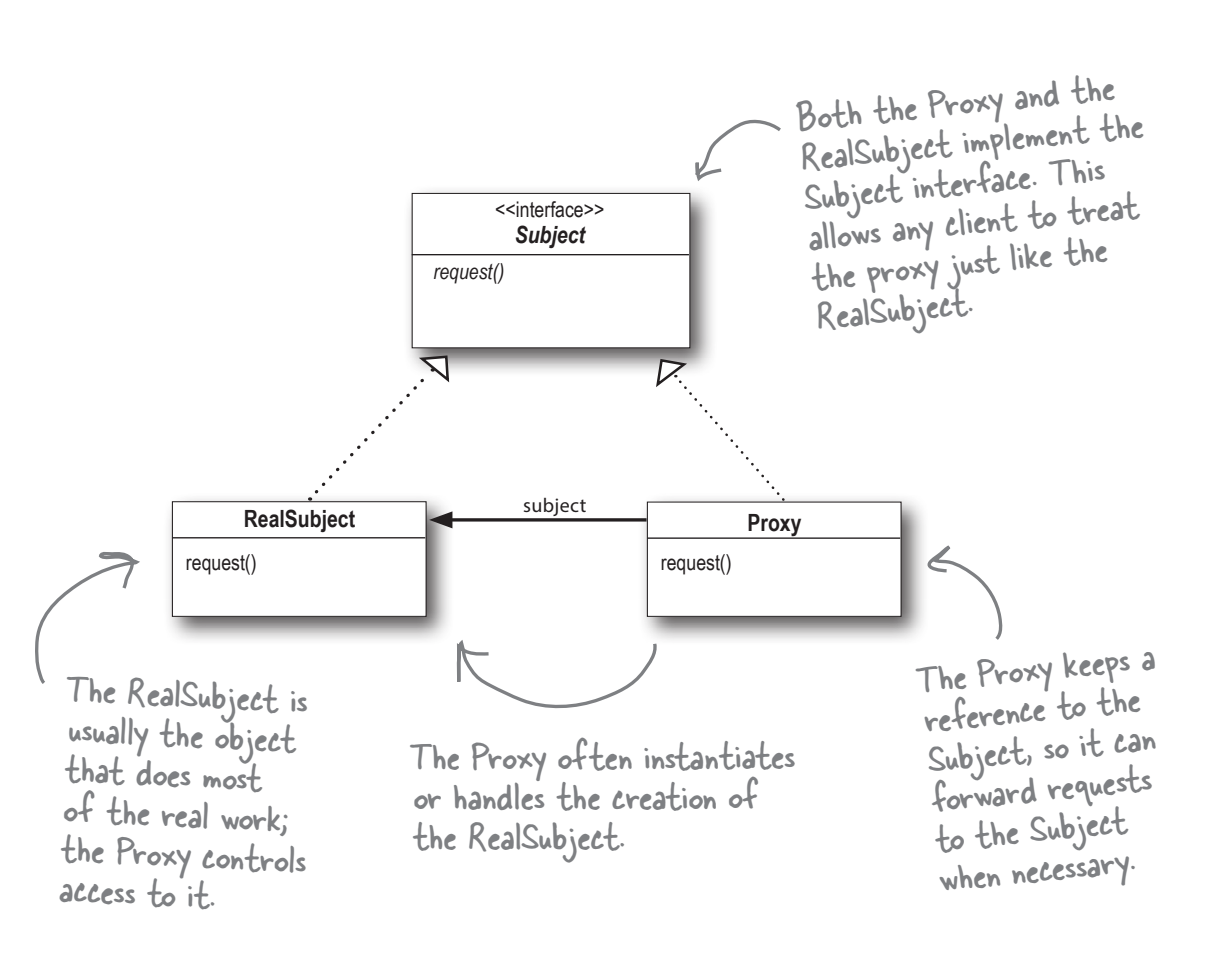 Both the Proxy and the
RealSubject implement the
Subject interface. This
allows any client to treat
the proxy just like the
RealSubject.
<<interface>>
Subject
request()
RealSubject
request()
subject
Proxy
request()
The RealSubject is
usually the object
that does most
of the real work;
the Proxy controls
access to it.
The Proxy often instantiates
or handles the creation of
the RealSubject.
The Proxy keeps a
reference to the
Subject, so it can
forward requests
to the Subject
when necessary.